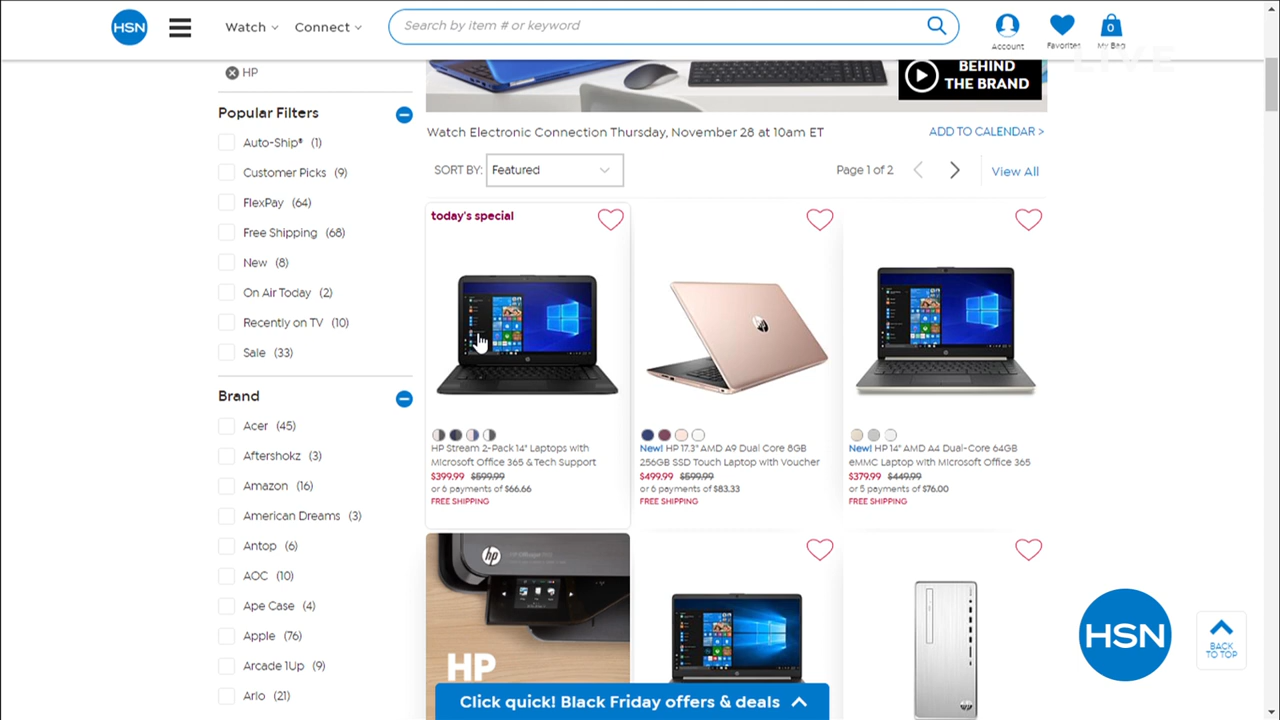 HSN
Watch
Connect
Search by item # or keyword
Account
Favorites
0
My Bag
LIVE
HP
BEHIND
THE BRAND
Popular Filters
Auto-Ship® (1)
Customer Picks (9)
FlexPay (64)
Free Shipping (68)
New (8)
On Air Today (2)
Recently on TV (10)
Sale (33)
Brand
Acer (45)
Aftershokz (3)
Amazon (16)
American Dreams (3)
Antop (6)
AOC (10)
Ape Case (4)
Apple (76)
Arcade 1Up (9)
Arlo (21)
Watch Electronic Connection Thursday, November 28 at 10am ET
ADD TO CALENDAR >
SORT BY: Featured
Page 1 of 2
View All
today's special
HP Stream 2-Pack 14" Laptops with
Microsoft Office 365 & Tech Support
$399.99 $599.99
or 6 payments of $66.66
FREE SHIPPING
New! HP 17.3" AMD A9 Dual Core 8GB
256GB SSD Touch Laptop with Voucher
$499.99 $599.99
or 6 payments of $83.33
FREE SHIPPING
New! HP 14" AMD A4 Dual-Core 64GB
eMMC Laptop with Microsoft Office 365
$379.99 $449.99
or 5 payments of $76.00
FREE SHIPPING
hp
HP
hp
Click quick! Black Friday offers & deals
HSN
BACK
TO TOP